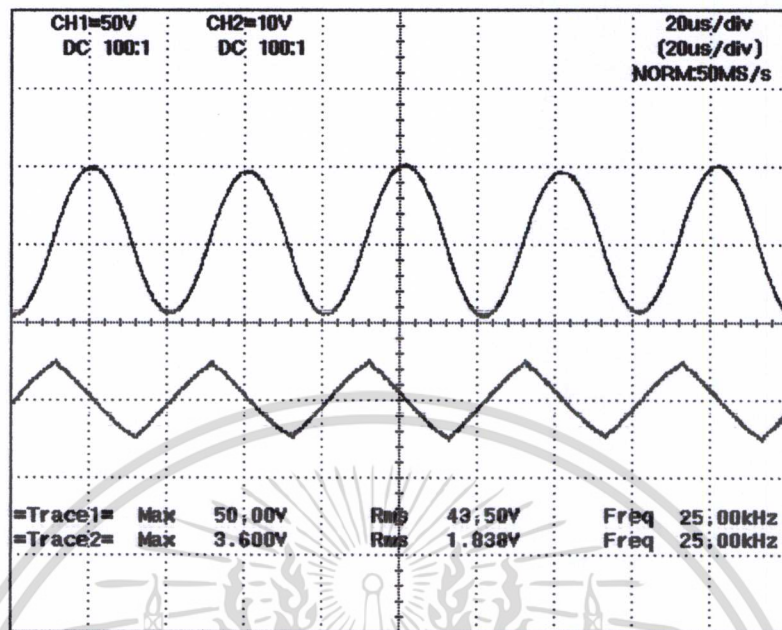 CH1=50V CH2=10V 20us/div
DC 100:1 DC 100:1 (20us/div)
NORM:50MS/s
=Trace1= Max 50.00V Rms 43.50V Freq 25.00kHz
=Trace2= Max 3.600V Rms 1.838V Freq 25.00kHz